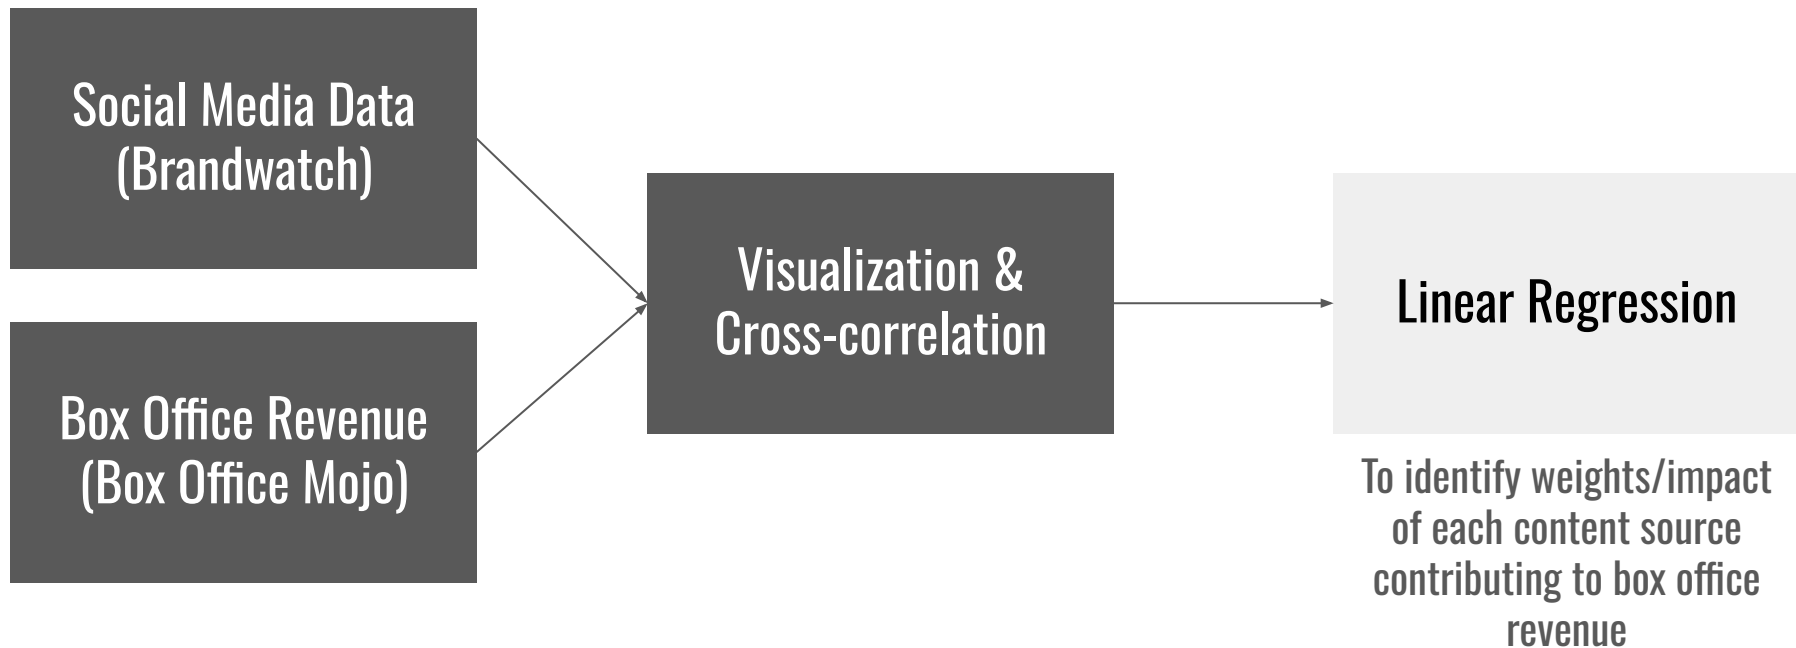 Social Media Data
(Brandwatch)
Box Office Revenue
(Box Office Mojo)
Visualization &
Cross-correlation
Linear Regression
To identify weights/impact
of each content source
contributing to box office
revenue